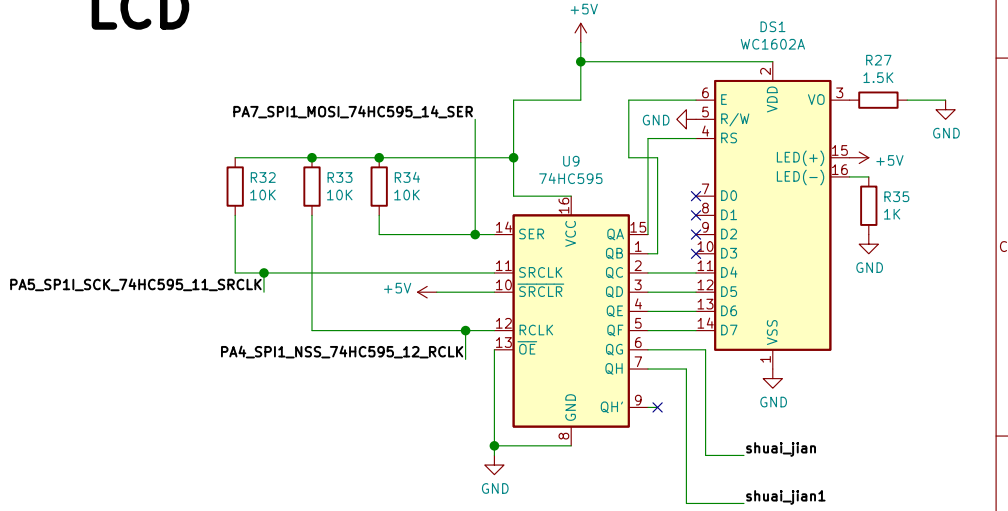 LCD
+5V
DS1
WC1602A
R27
1.5K
PA7_SPI1_MOSI_74HC595_14_SER
6 E
2 VDD
VO 3
GND
5 R/W
GND
4 RS
LED(+) 15
+5V
LED(-) 16
R32
10K
R33
10K
R34
10K
U9
74HC595
R35
1K
GND
7 D0
8 D1
9 D2
10 D3
11 D4
12 D5
13 D6
14 D7
VSS 1
GND
16 VCC
14 SER
11 SRCLK
10 SRCLR
+5V
12 RCLK
13 OE
QA 15
QB 1
QC 2
QD 3
QE 4
QF 5
QG 6
QH 7
QH' 9
GND 8
PA5_SP1I_SCK_74HC595_11_SRCLK
PA4_SPI1_NSS_74HC595_12_RCLK
GND
shuai_jian
shuai_jian1
C